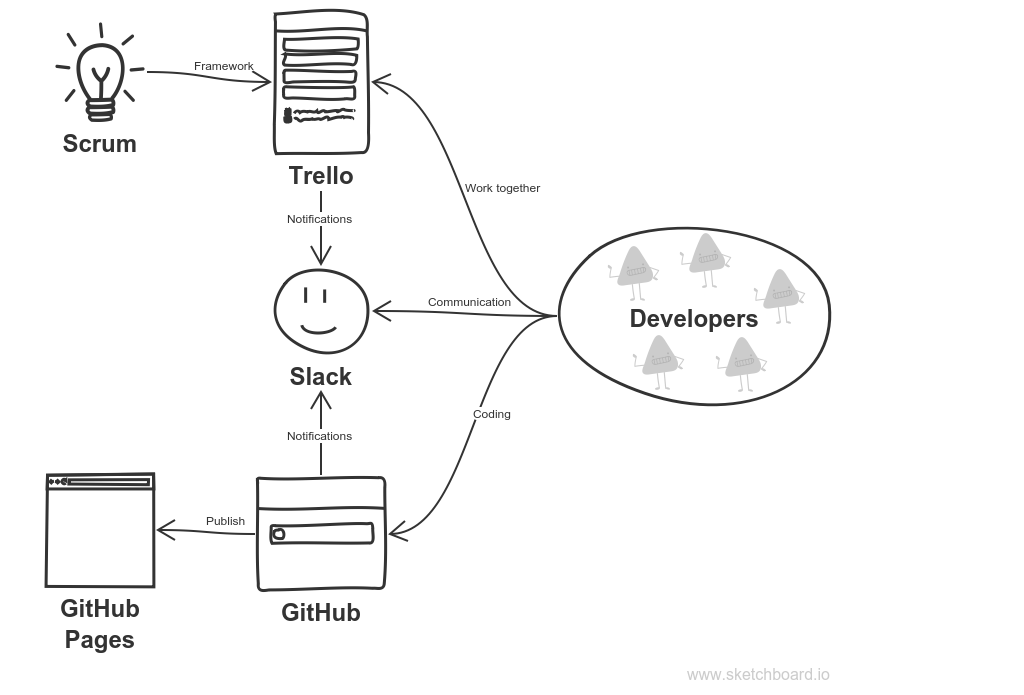 Framework
Scrum
Trello
Work together
Notifications
Communication
Developers
Slack
Coding
Notifications
Publish
GitHub
Pages
GitHub
www.sketchboard.io